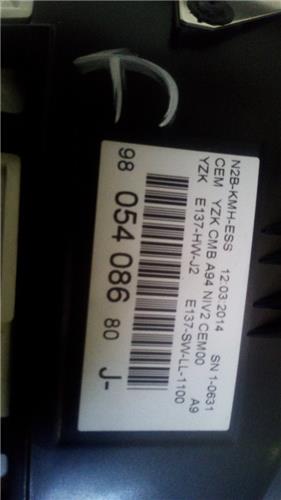 N2B-KMH-ESS 12:03:2014 SN 1-0631
CEM YZK CMB A94 NIV2 CEM00 A9
YZK E137-HW-J2 E137-SW-LL-1100
98 054 086 80 J-